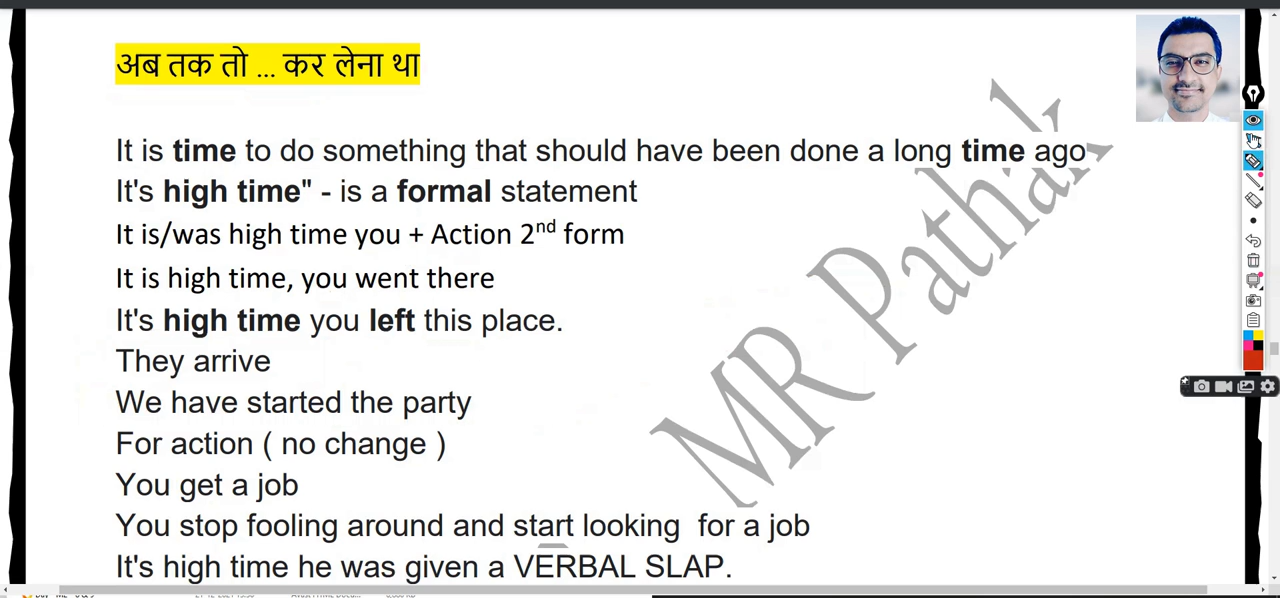 अब तक तो ... कर लेना था
It is time to do something that should have been done a long time ago
It's high time" - is a formal statement
It is/was high time you + Action 2nd form
It is high time, you went there
It's high time you left this place.
They arrive
We have started the party
For action ( no change )
You get a job
You stop fooling around and start looking  for a job
It's high time he was given a VERBAL SLAP.
MR Pathak